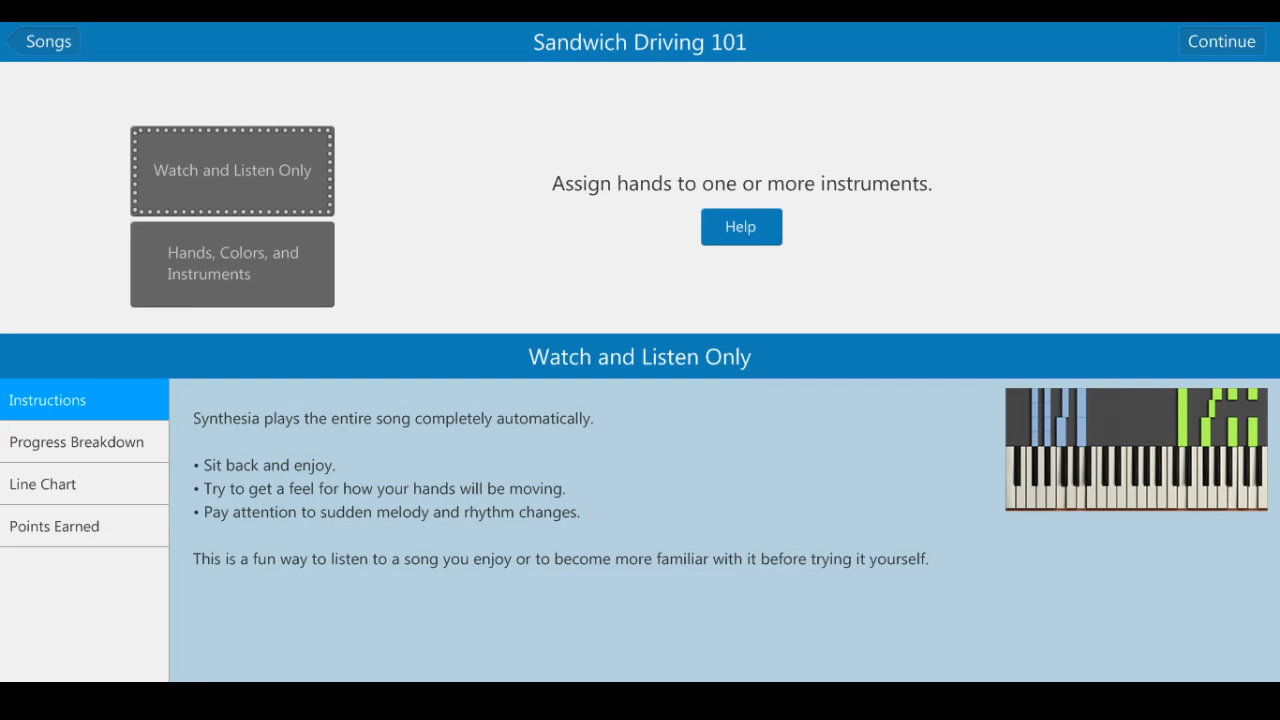 Songs
Sandwich Driving 101
Continue
Watch and Listen Only
Hands, Colors, and
Instruments
Assign hands to one or more instruments.
Help
Watch and Listen Only
Instructions
Progress Breakdown
Line Chart
Points Earned
Synthesia plays the entire song completely automatically.
• Sit back and enjoy.
• Try to get a feel for how your hands will be moving.
• Pay attention to sudden melody and rhythm changes.
This is a fun way to listen to a song you enjoy or to become more familiar with it before trying it yourself.